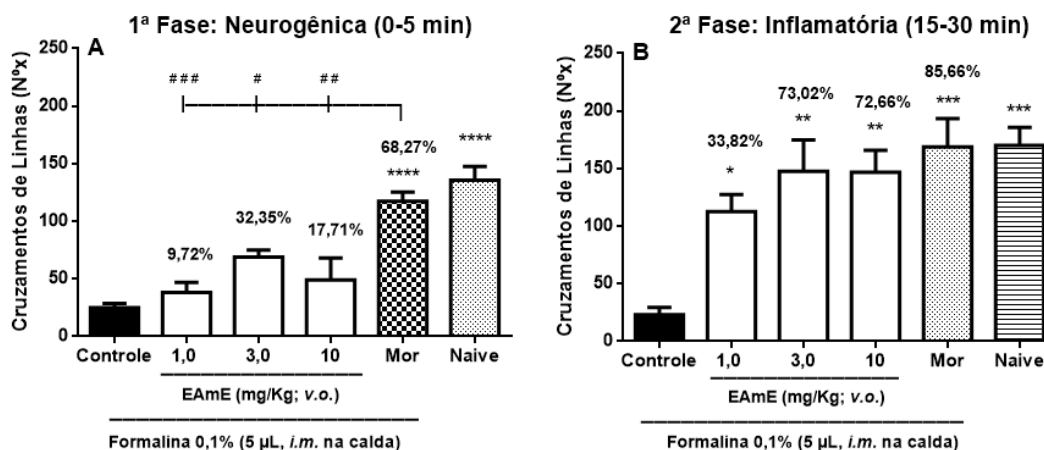 1ª Fase: Neurogênica (0-5 min)
A
Cruzamentos de Linhas (Nºx)
250
200
150
100
50
0
###
#
##
9,72%
32,35%
17,71%
68,27%
****
****
Controle
1,0
3,0
10
Mor
Naive
EAmE (mg/Kg; v.o.)
Formalina 0,1% (5 µL, i.m. na calda)
2ª Fase: Inflamatória (15-30 min)
B
Cruzamentos de Linhas (Nºx)
250
200
150
100
50
0
33,82%
*
73,02%
**
72,66%
**
85,66%
***
***
Controle
1,0
3,0
10
Mor
Naive
EAmE (mg/Kg; v.o.)
Formalina 0,1% (5 µL, i.m. na calda)